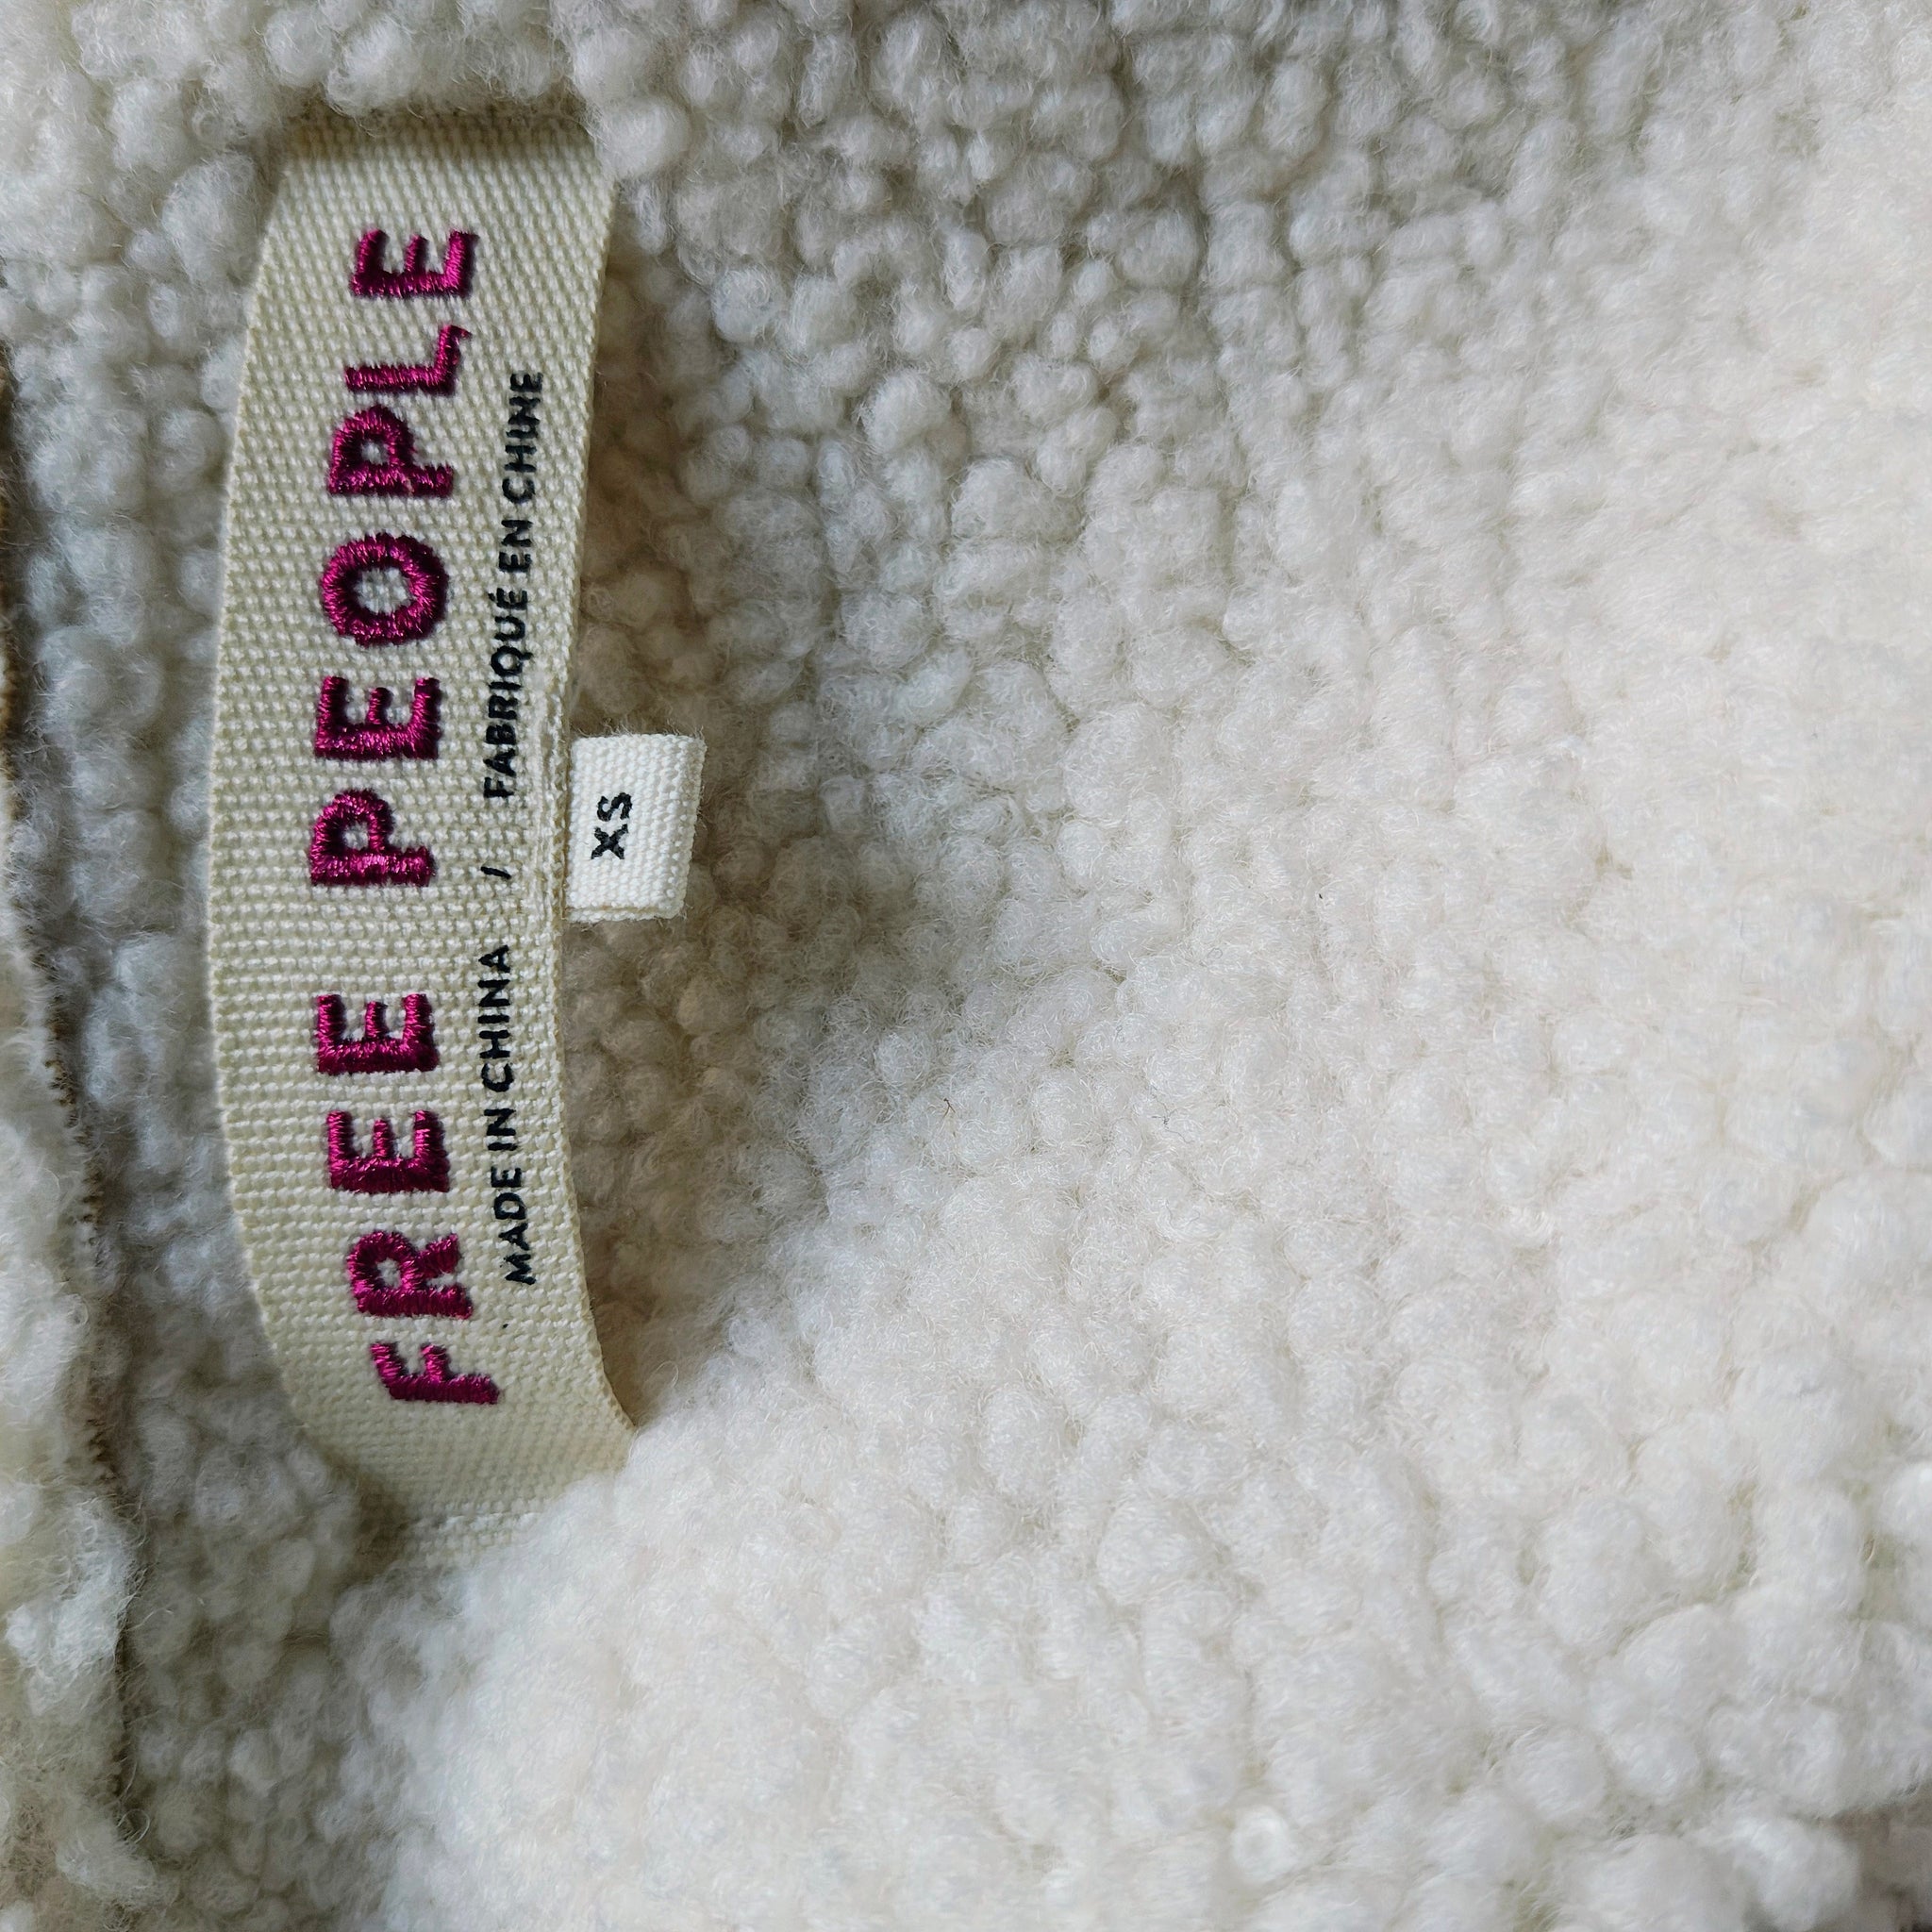 FREE PEOPLE
MADE IN CHINA / FABRIQUÉ EN CHINE
XS